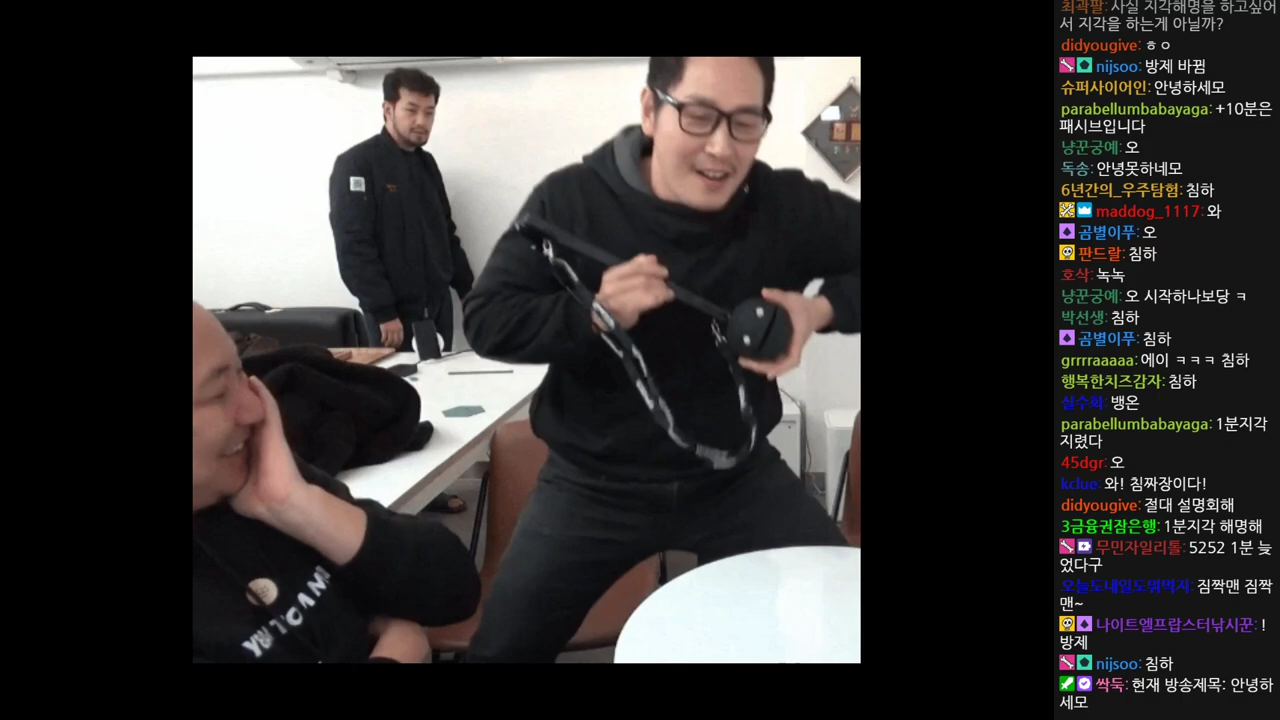 최곽팔: 사실 지각해명을 하고싶어
서 지각을 하는게 아닐까?
didyougive: ㅎㅇ
nijsoo: 방제 바뀜
슈퍼사이어인: 안녕하세모
parabellumbabayaga: +10분은
패시브입니다
냥꾼궁예: 오
독송: 안녕못하네모
6년간의_우주탐험: 침하
maddog_1117: 와
곰별이푸: 오
판드랄: 침하
호삭: 녹녹
냥꾼궁예: 오 시작하나보당 ㅋ
박선생: 침하
곰별이푸: 침하
grrrraaaaa: 에이 ㅋㅋㅋ 침하
행복한치즈감자: 침하
실수화: 뱅온
parabellumbabayaga: 1분지각
지렸다
45dgr: 오
kclue: 와! 침짜장이다!
didyougive: 절대 설명회해
3금융권잡은행: 1분지각 해명해
무민자일리톨: 5252 1분 늦
었다구
오늘도내일도뭐먹지: 짐짝맨 짐짝
맨~
나이트엘프랍스터낚시꾼: !
방제
nijsoo: 침하
싹둑: 현재 방송제목: 안녕하
세모